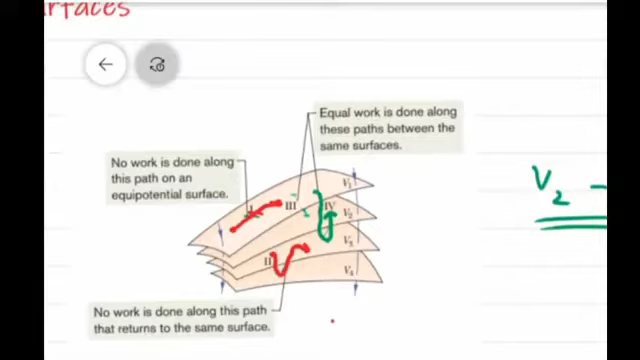 urfaces
Equal work is done along
these paths between the
same surfaces.
No work is done along
this path on an
equipotential surface.
I
III
IV
V₁
V₂
V₃
V₄
II
V₂ –
No work is done along this path
that returns to the same surface.